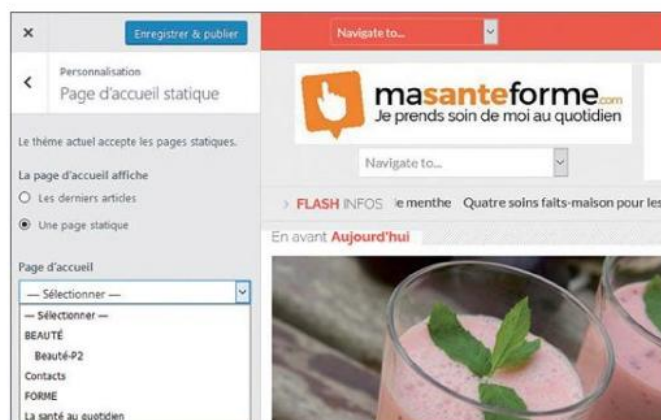 Enregistrer & publier
Personnalisation
Page d'accueil statique
Le thème actuel accepte les pages statiques.
La page d'accueil affiche
Les derniers articles
Une page statique
Page d'accueil
— Sélectionner —
— Sélectionner —
BEAUTÉ
Beauté-P2
Contacts
FORME
La santé au quotidien
Navigate to...
masanteforme.com
Je prends soin de moi au quotidien
Navigate to...
FLASH INFOS le menthe Quatre soins faits-maison pour les
En avant Aujourd'hui